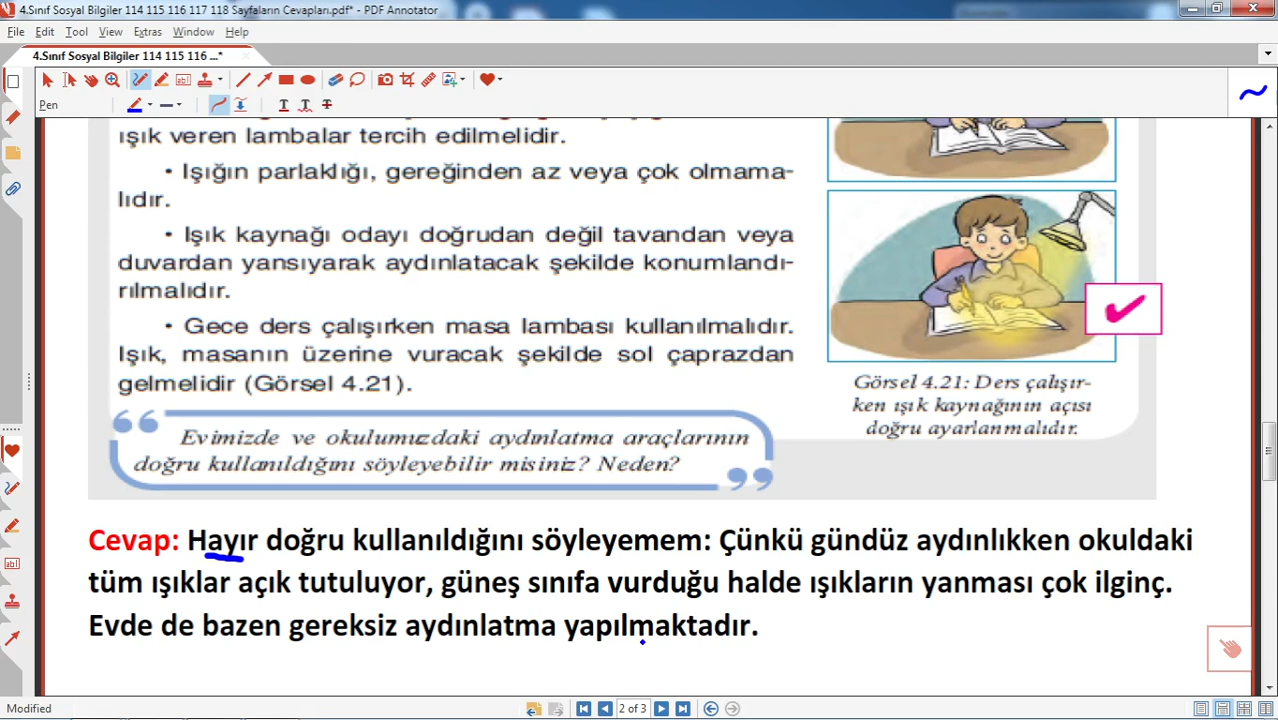 4.Sınıf Sosyal Bilgiler 114 115 116 117 118 Sayfaların Cevapları.pdf* - PDF Annotator
File Edit Tool View Extras Window Help
4.Sınıf Sosyal Bilgiler 114 115 116 ...*
Pen
ışık veren lambalar tercih edilmelidir.
• Işığın parlaklığı, gereğinden az veya çok olmama-
lıdır.
• Işık kaynağı odayı doğrudan değil tavandan veya
duvardan yansıyarak aydınlatacak şekilde konumlandı-
rılmalıdır.
• Gece ders çalışırken masa lambası kullanılmalıdır.
Işık, masanın üzerine vuracak şekilde sol çaprazdan
gelmelidir (Görsel 4.21).
Görsel 4.21: Ders çalışır-
ken ışık kaynağının açısı
doğru ayarlanmalıdır.
Evimizde ve okulumuzdaki aydınlatma araçlarının
doğru kullanıldığını söyleyebilir misiniz? Neden?
Cevap: Hayır doğru kullanıldığını söyleyemem: Çünkü gündüz aydınlıkken okuldaki
tüm ışıklar açık tutuluyor, güneş sınıfa vurduğu halde ışıkların yanması çok ilginç.
Evde de bazen gereksiz aydınlatma yapılmaktadır.
Modified
2 of 3